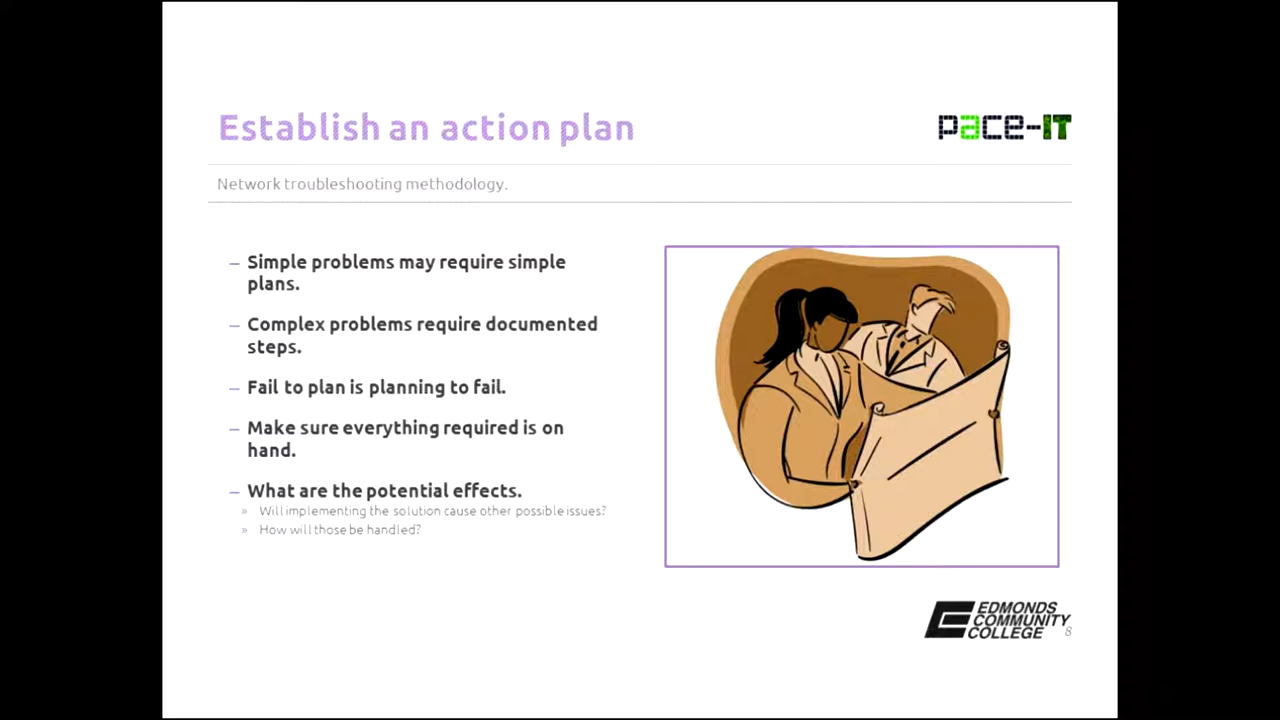 Establish an action plan
pace-IT
Network troubleshooting methodology.
– Simple problems may require simple
plans.
– Complex problems require documented
steps.
– Fail to plan is planning to fail.
– Make sure everything required is on
hand.
– What are the potential effects.
» Will implementing the solution cause other possible issues?
» How will those be handled?
EDMONDS
COMMUNITY
COLLEGE
8